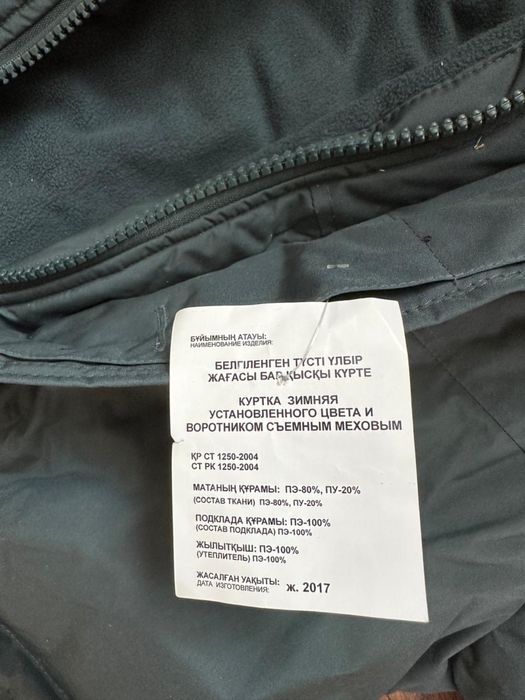 БҰЙЫМНЫҢ АТАУЫ:
НАИМЕНОВАНИЕ ИЗДЕЛИЯ:
БЕЛГІЛЕНГЕН ТҮСТІ ҮЛБІР
ЖАҒАСЫ БАР ҚЫСҚЫ КҮРТЕ
КУРТКА ЗИМНЯЯ
УСТАНОВЛЕННОГО ЦВЕТА И
ВОРОТНИКОМ СЪЕМНЫМ МЕХОВЫМ
ҚР СТ 1250-2004
СТ РК 1250-2004
МАТАНЫҢ ҚҰРАМЫ: ПЭ-80%, ПУ-20%
(СОСТАВ ТКАНИ) ПЭ-80%, ПУ-20%
ПОДКЛАДА ҚҰРАМЫ: ПЭ-100%
(СОСТАВ ПОДКЛАДА) ПЭ-100%
ЖЫЛЫТҚЫШ: ПЭ-100%
(УТЕПЛИТЕЛЬ) ПЭ-100%
ЖАСАЛҒАН УАҚЫТЫ: ж. 2017
ДАТА ИЗГОТОВЛЕНИЯ: